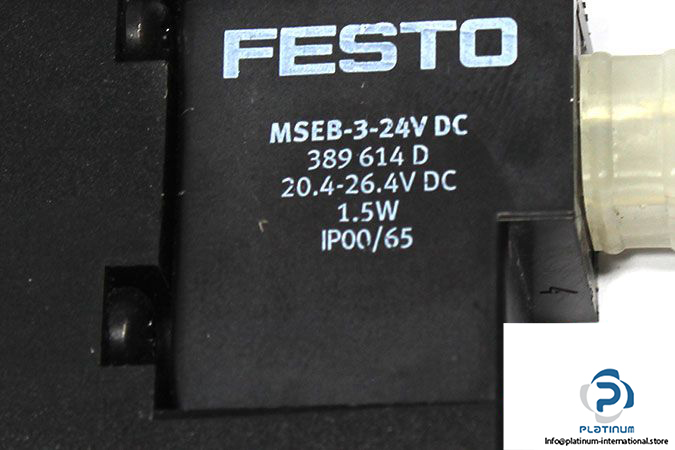 FESTO
MSEB-3-24V DC
389 614 D
20.4-26.4V DC
1.5W
IP00/65
PLATINUM
Info@platinum-international.store